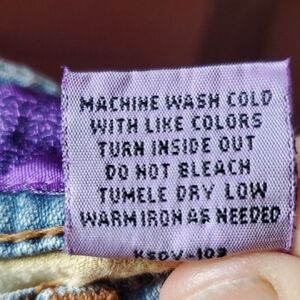 MACHINE WASH COLD
WITH LIKE COLORS
TURN INSIDE OUT
DO NOT BLEACH
TUMELE DRY LOW
WARM IRON AS NEEDED